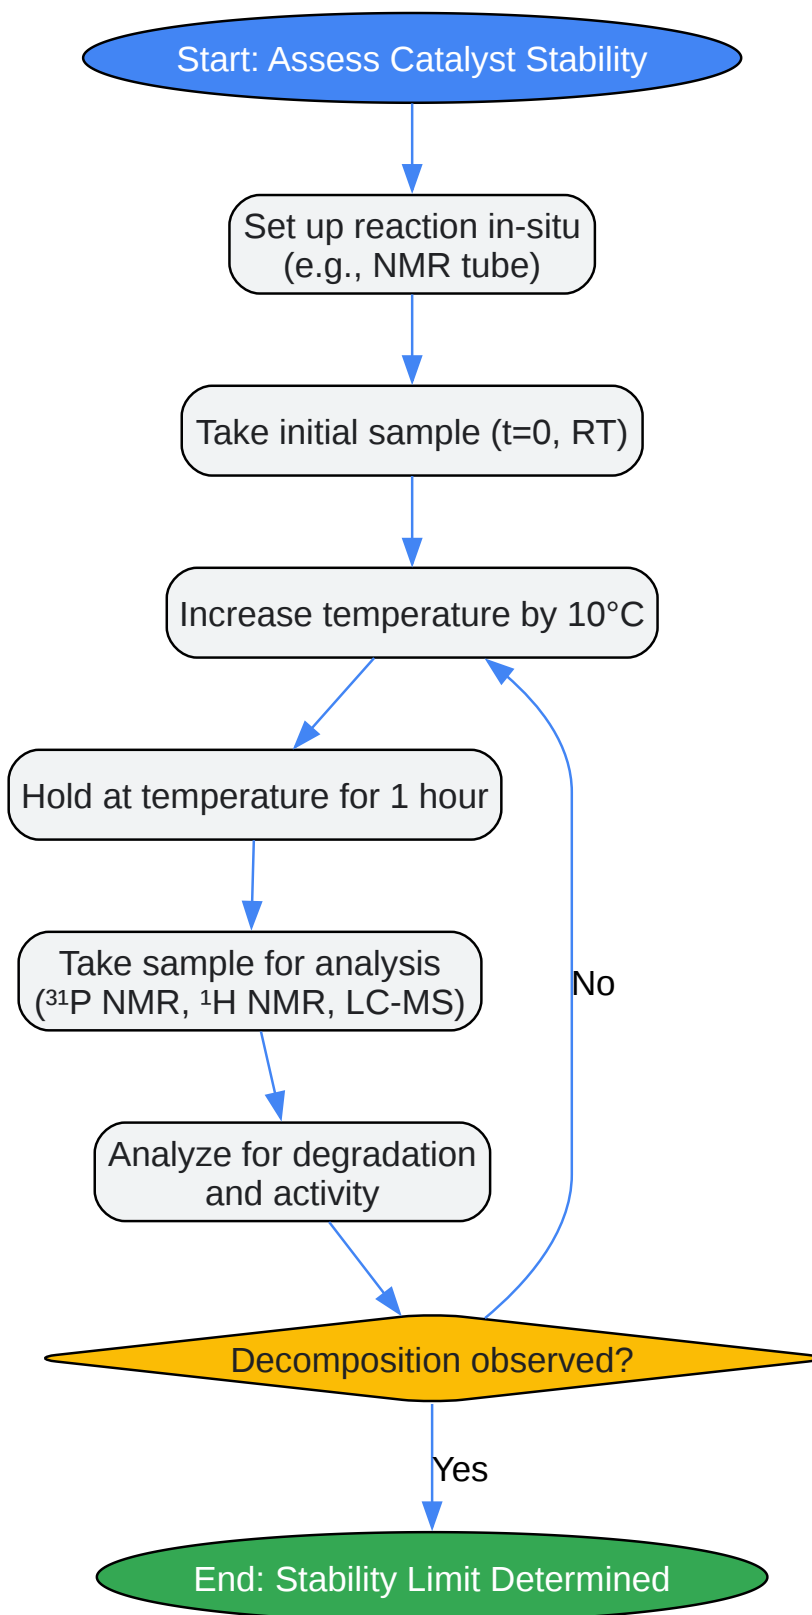 Start: Assess Catalyst Stability
Set up reaction in-situ
(e.g., NMR tube)
Take initial sample (t=0, RT)
Increase temperature by 10°C
Hold at temperature for 1 hour
Take sample for analysis
(³¹P NMR, ¹H NMR, LC-MS)
No
Analyze for degradation
and activity
Decomposition observed?
Yes
End: Stability Limit Determined